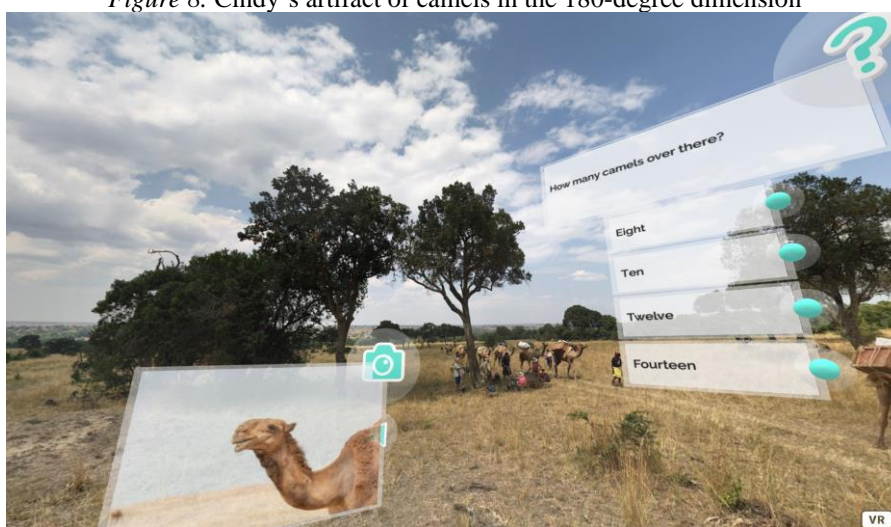 Figure 8. Cindy's artifact of camels in the 180-degree dimension
?
How many camels over there?
Eight
Ten
Twelve
Fourteen
VR